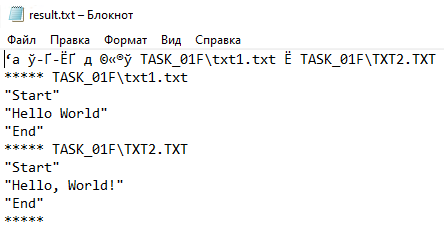 result.txt – Блокнот
Файл Правка Формат Вид Справка
‘а ў­Ґ­ЁҐ д ©«®ў TASK_01F\txt1.txt Ё TASK_01F\TXT2.TXT
***** TASK_01F\txt1.txt
"Start"
"Hello World"
"End"
***** TASK_01F\TXT2.TXT
"Start"
"Hello, World!"
"End"
*****